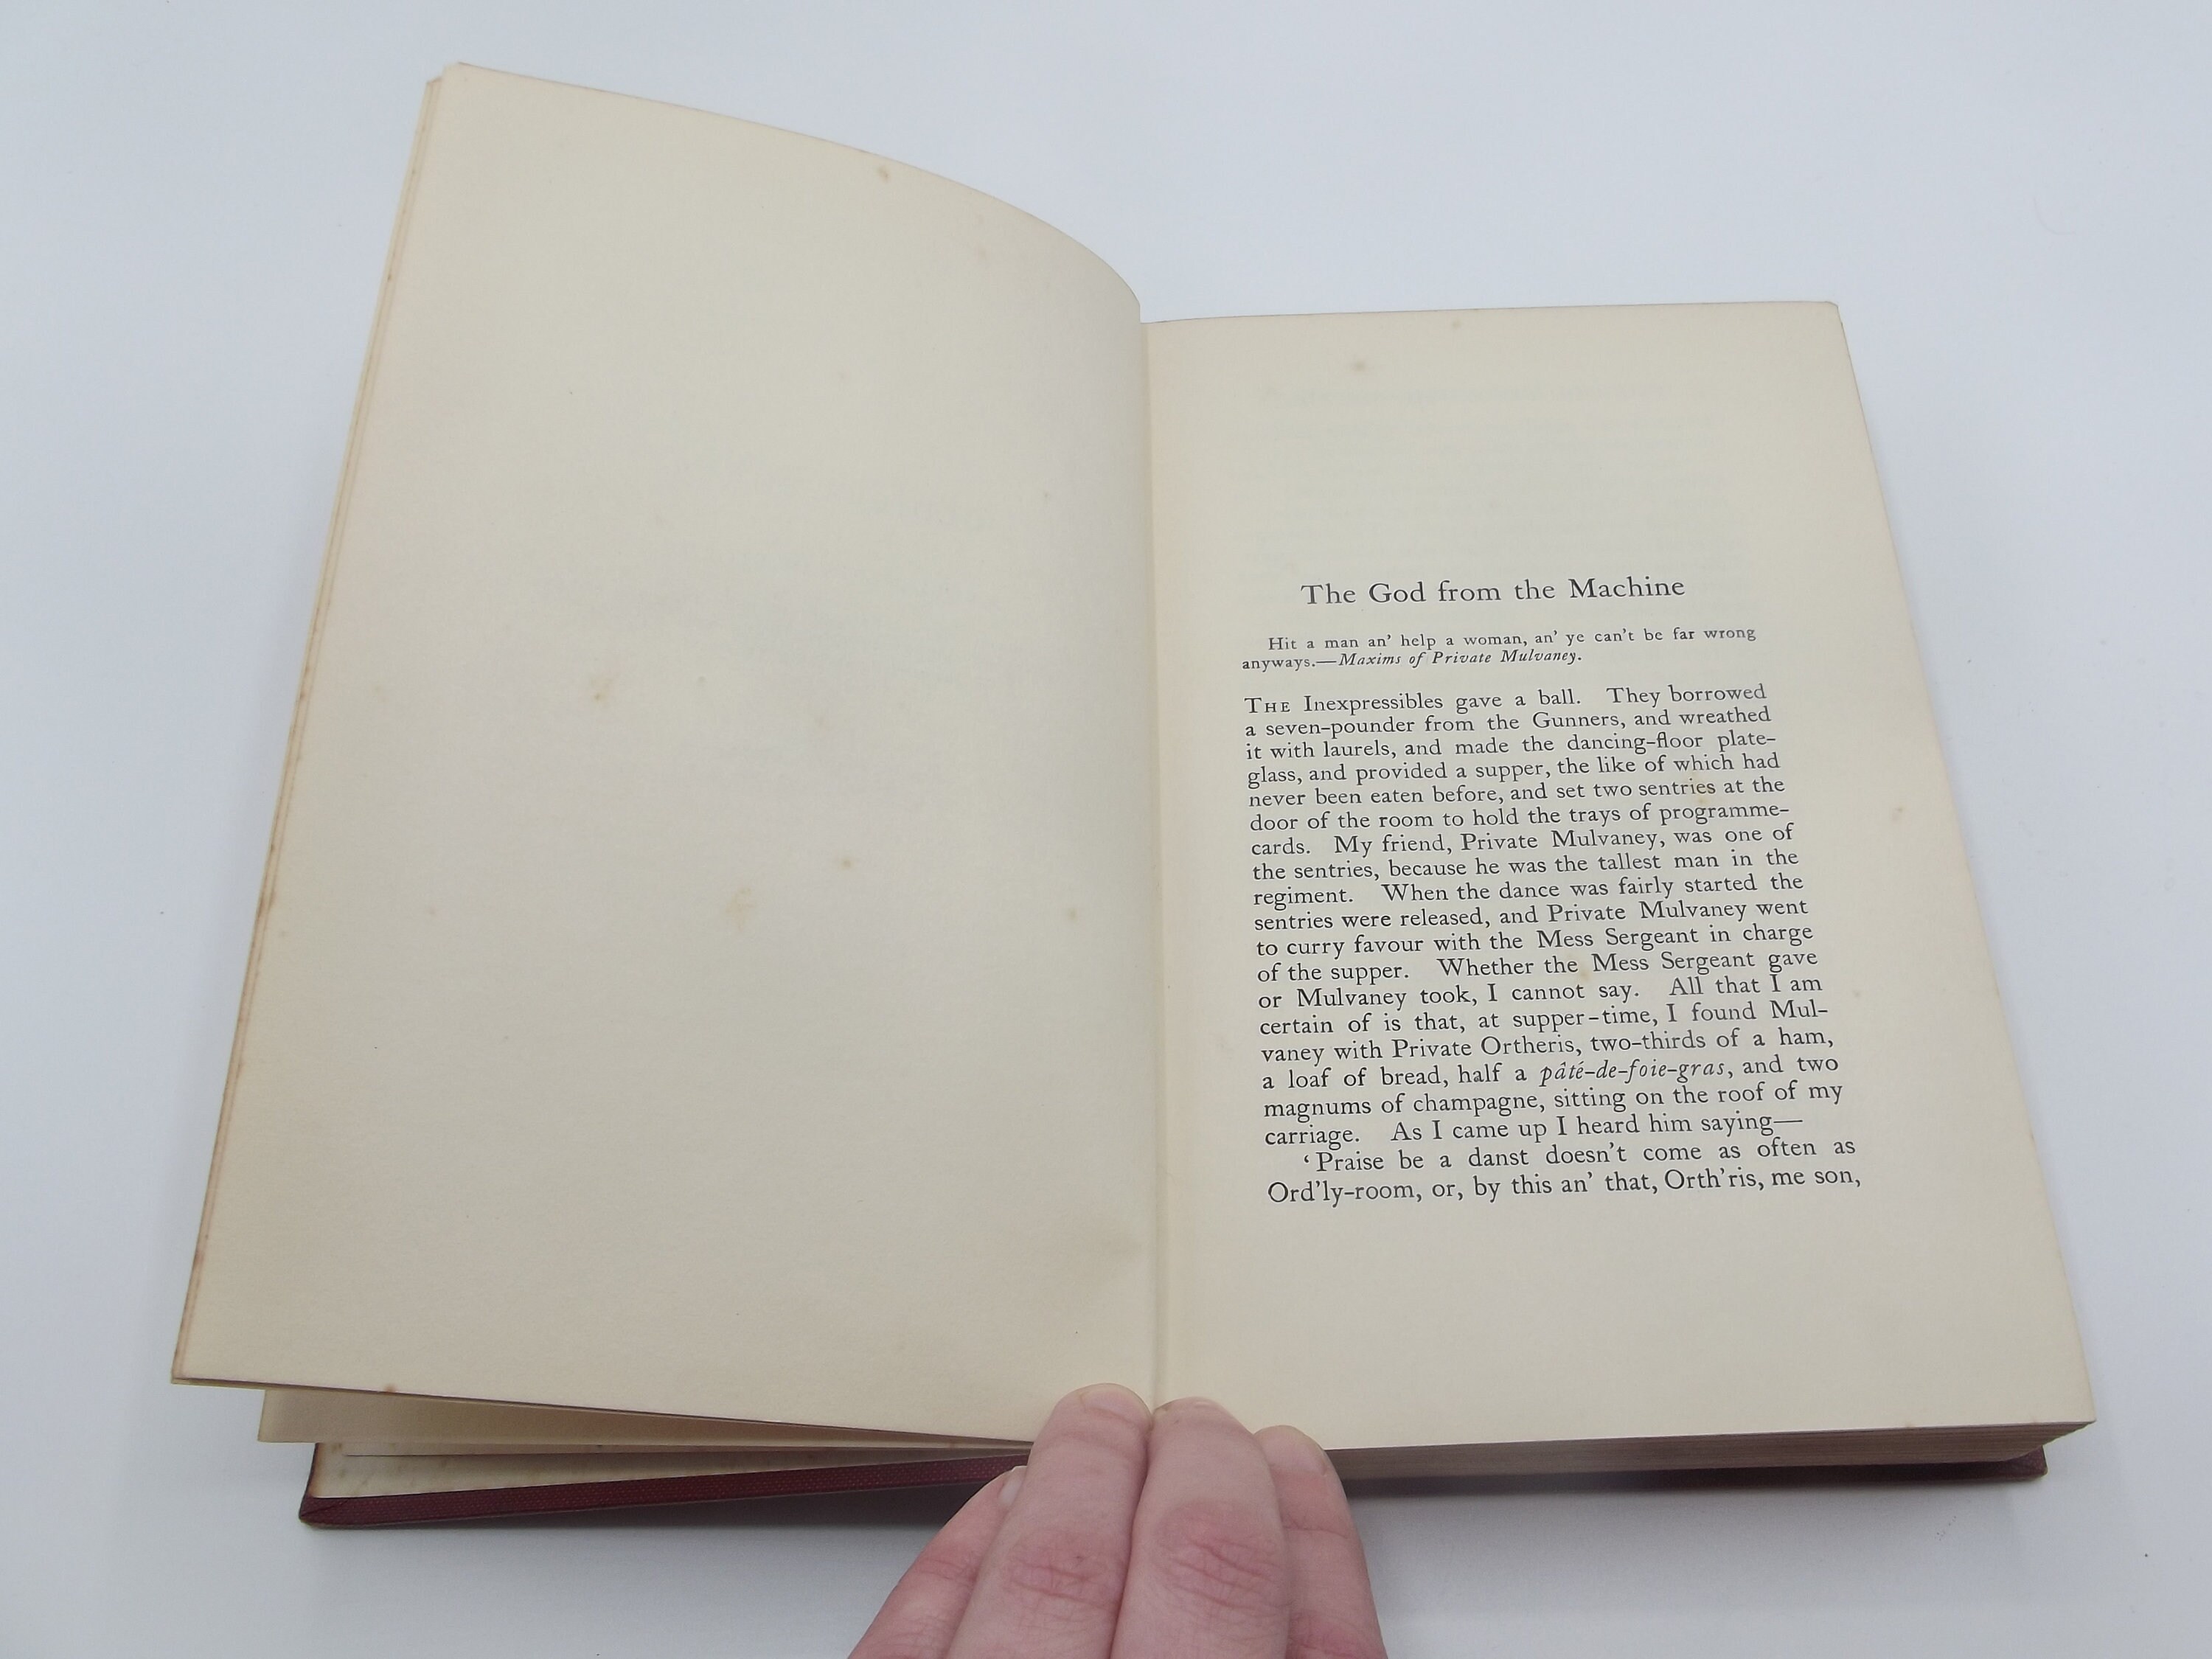 The God from the Machine
Hit a man an' help a woman, an' ye can't be far wrong
anyways.—Maxims of Private Mulvaney.
THE Inexpressibles gave a ball. They borrowed
a seven-pounder from the Gunners, and wreathed
it with laurels, and made the dancing-floor plate-
glass, and provided a supper, the like of which had
never been eaten before, and set two sentries at the
door of the room to hold the trays of programme-
cards. My friend, Private Mulvaney, was one of
the sentries, because he was the tallest man in the
regiment. When the dance was fairly started the
sentries were released, and Private Mulvaney went
to curry favour with the Mess Sergeant in charge
of the supper. Whether the Mess Sergeant gave
or Mulvaney took, I cannot say. All that I am
certain of is that, at supper-time, I found Mul-
vaney with Private Ortheris, two-thirds of a ham,
a loaf of bread, half a pâté-de-foie-gras, and two
magnums of champagne, sitting on the roof of my
carriage. As I came up I heard him saying—
‘Praise be a danst doesn't come as often as
Ord'ly-room, or, by this an' that, Orth'ris, me son,